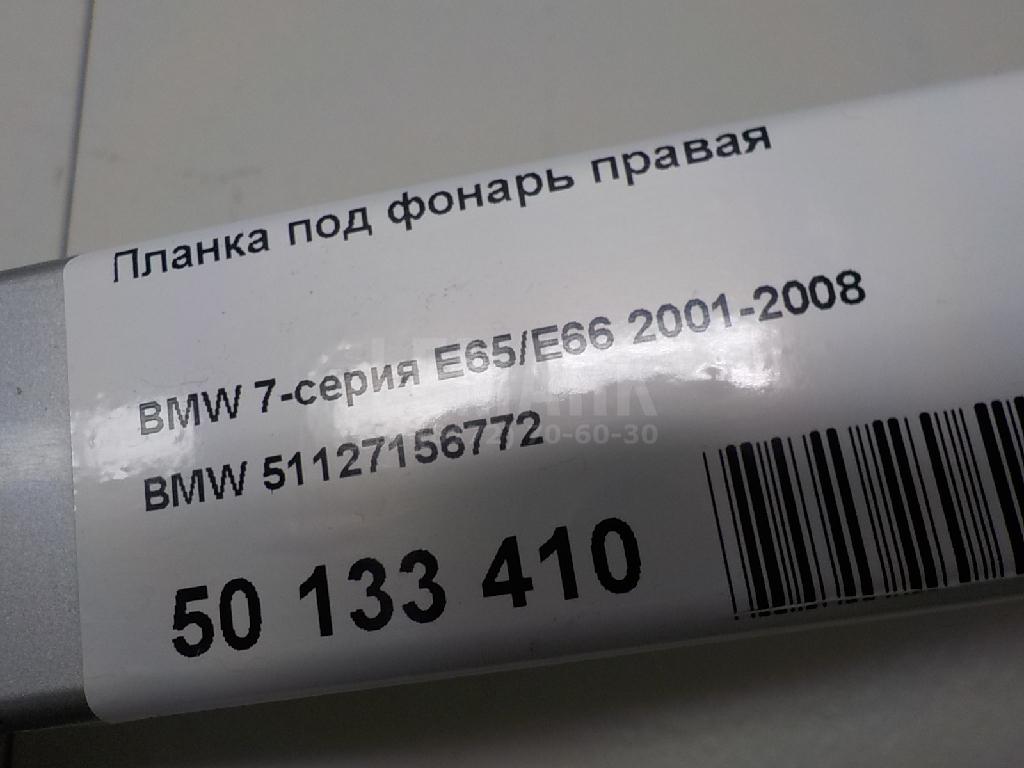 Планка под фонарь правая
BMW 7-серия E65/E66 2001-2008
BMW 51127156772
50 133 410